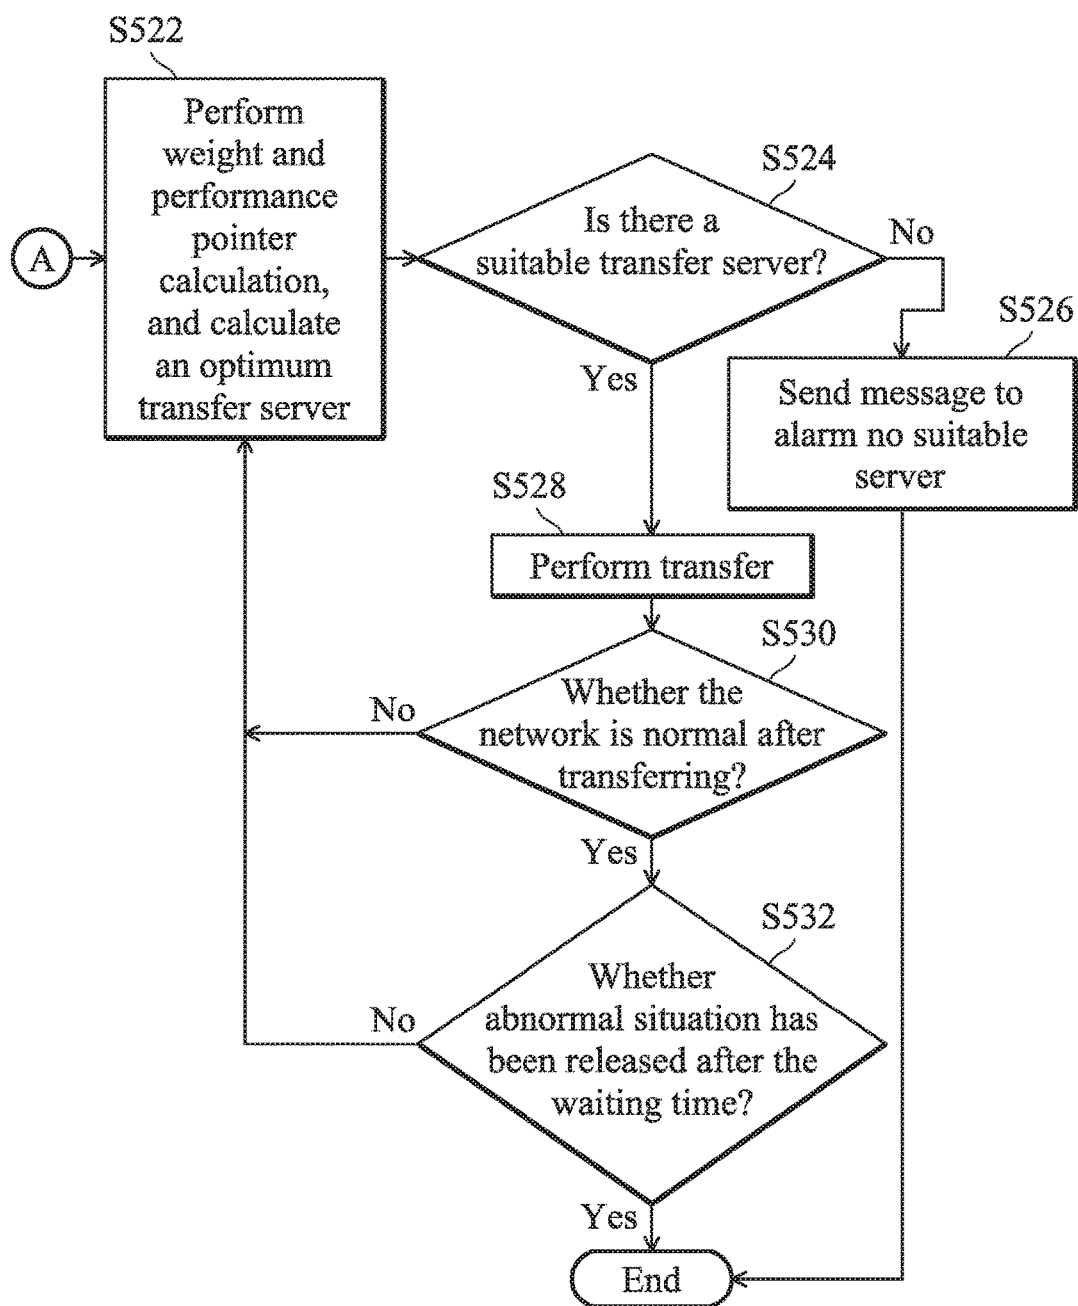 S522
Perform
weight and
performance
pointer
calculation,
and calculate
an optimum
transfer server
A
S524
Is there a
suitable transfer server?
No
Yes
S526
Send message to
alarm no suitable
server
S528
Perform transfer
S530
Whether the
network is normal after
transferring?
No
Yes
S532
Whether
abnormal situation has
been released after the
waiting time?
No
Yes
End